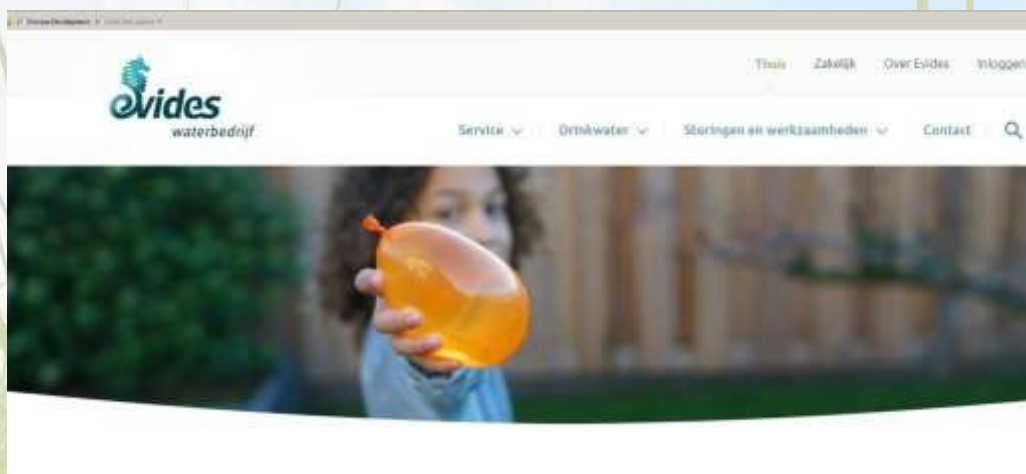 Thuis Zakelijk Over Evides Inloggen
evides
waterbedrijf
Service Drinkwater Storingen en werkzaamheden Contact